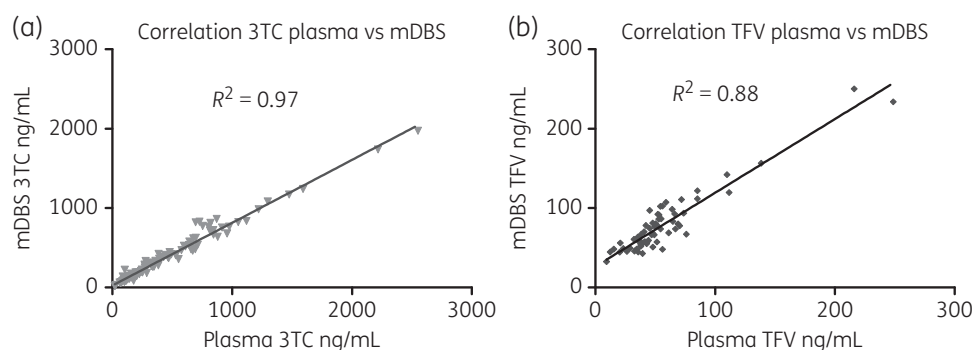 (a)
Correlation 3TC plasma vs mDBS
3000
2000
1000
0
mDBS 3TC ng/mL
R² = 0.97
0 1000 2000 3000
Plasma 3TC ng/mL
(b)
Correlation TFV plasma vs mDBS
300
200
100
0
mDBS TFV ng/mL
R² = 0.88
0 100 200 300
Plasma TFV ng/mL